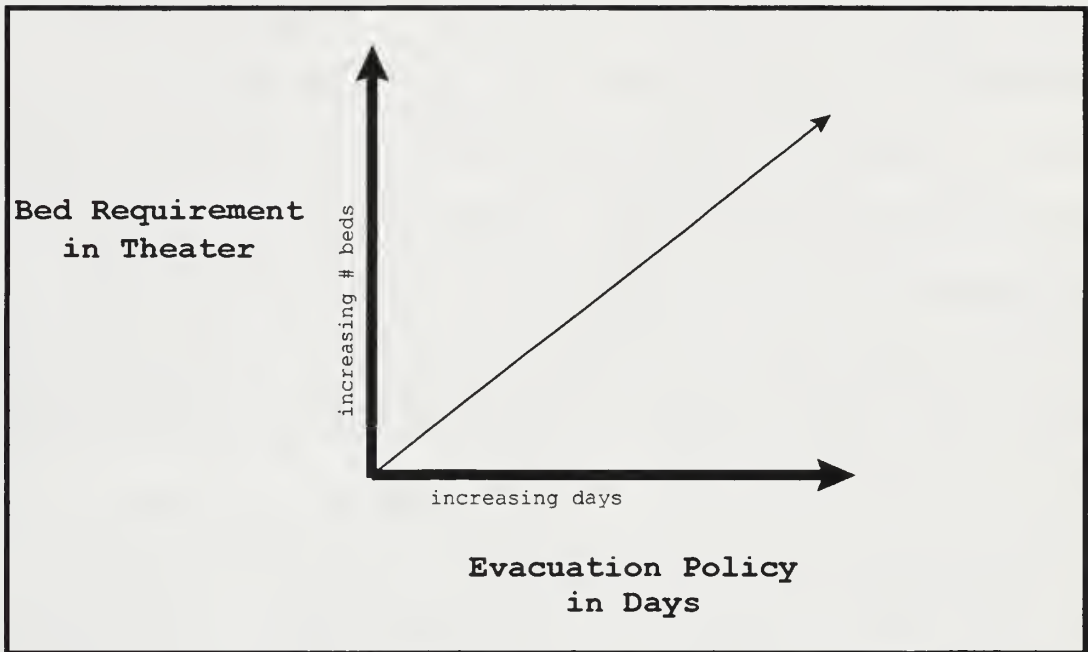 Bed Requirement
in Theater
increasing # beds
increasing days
Evacuation Policy
in Days